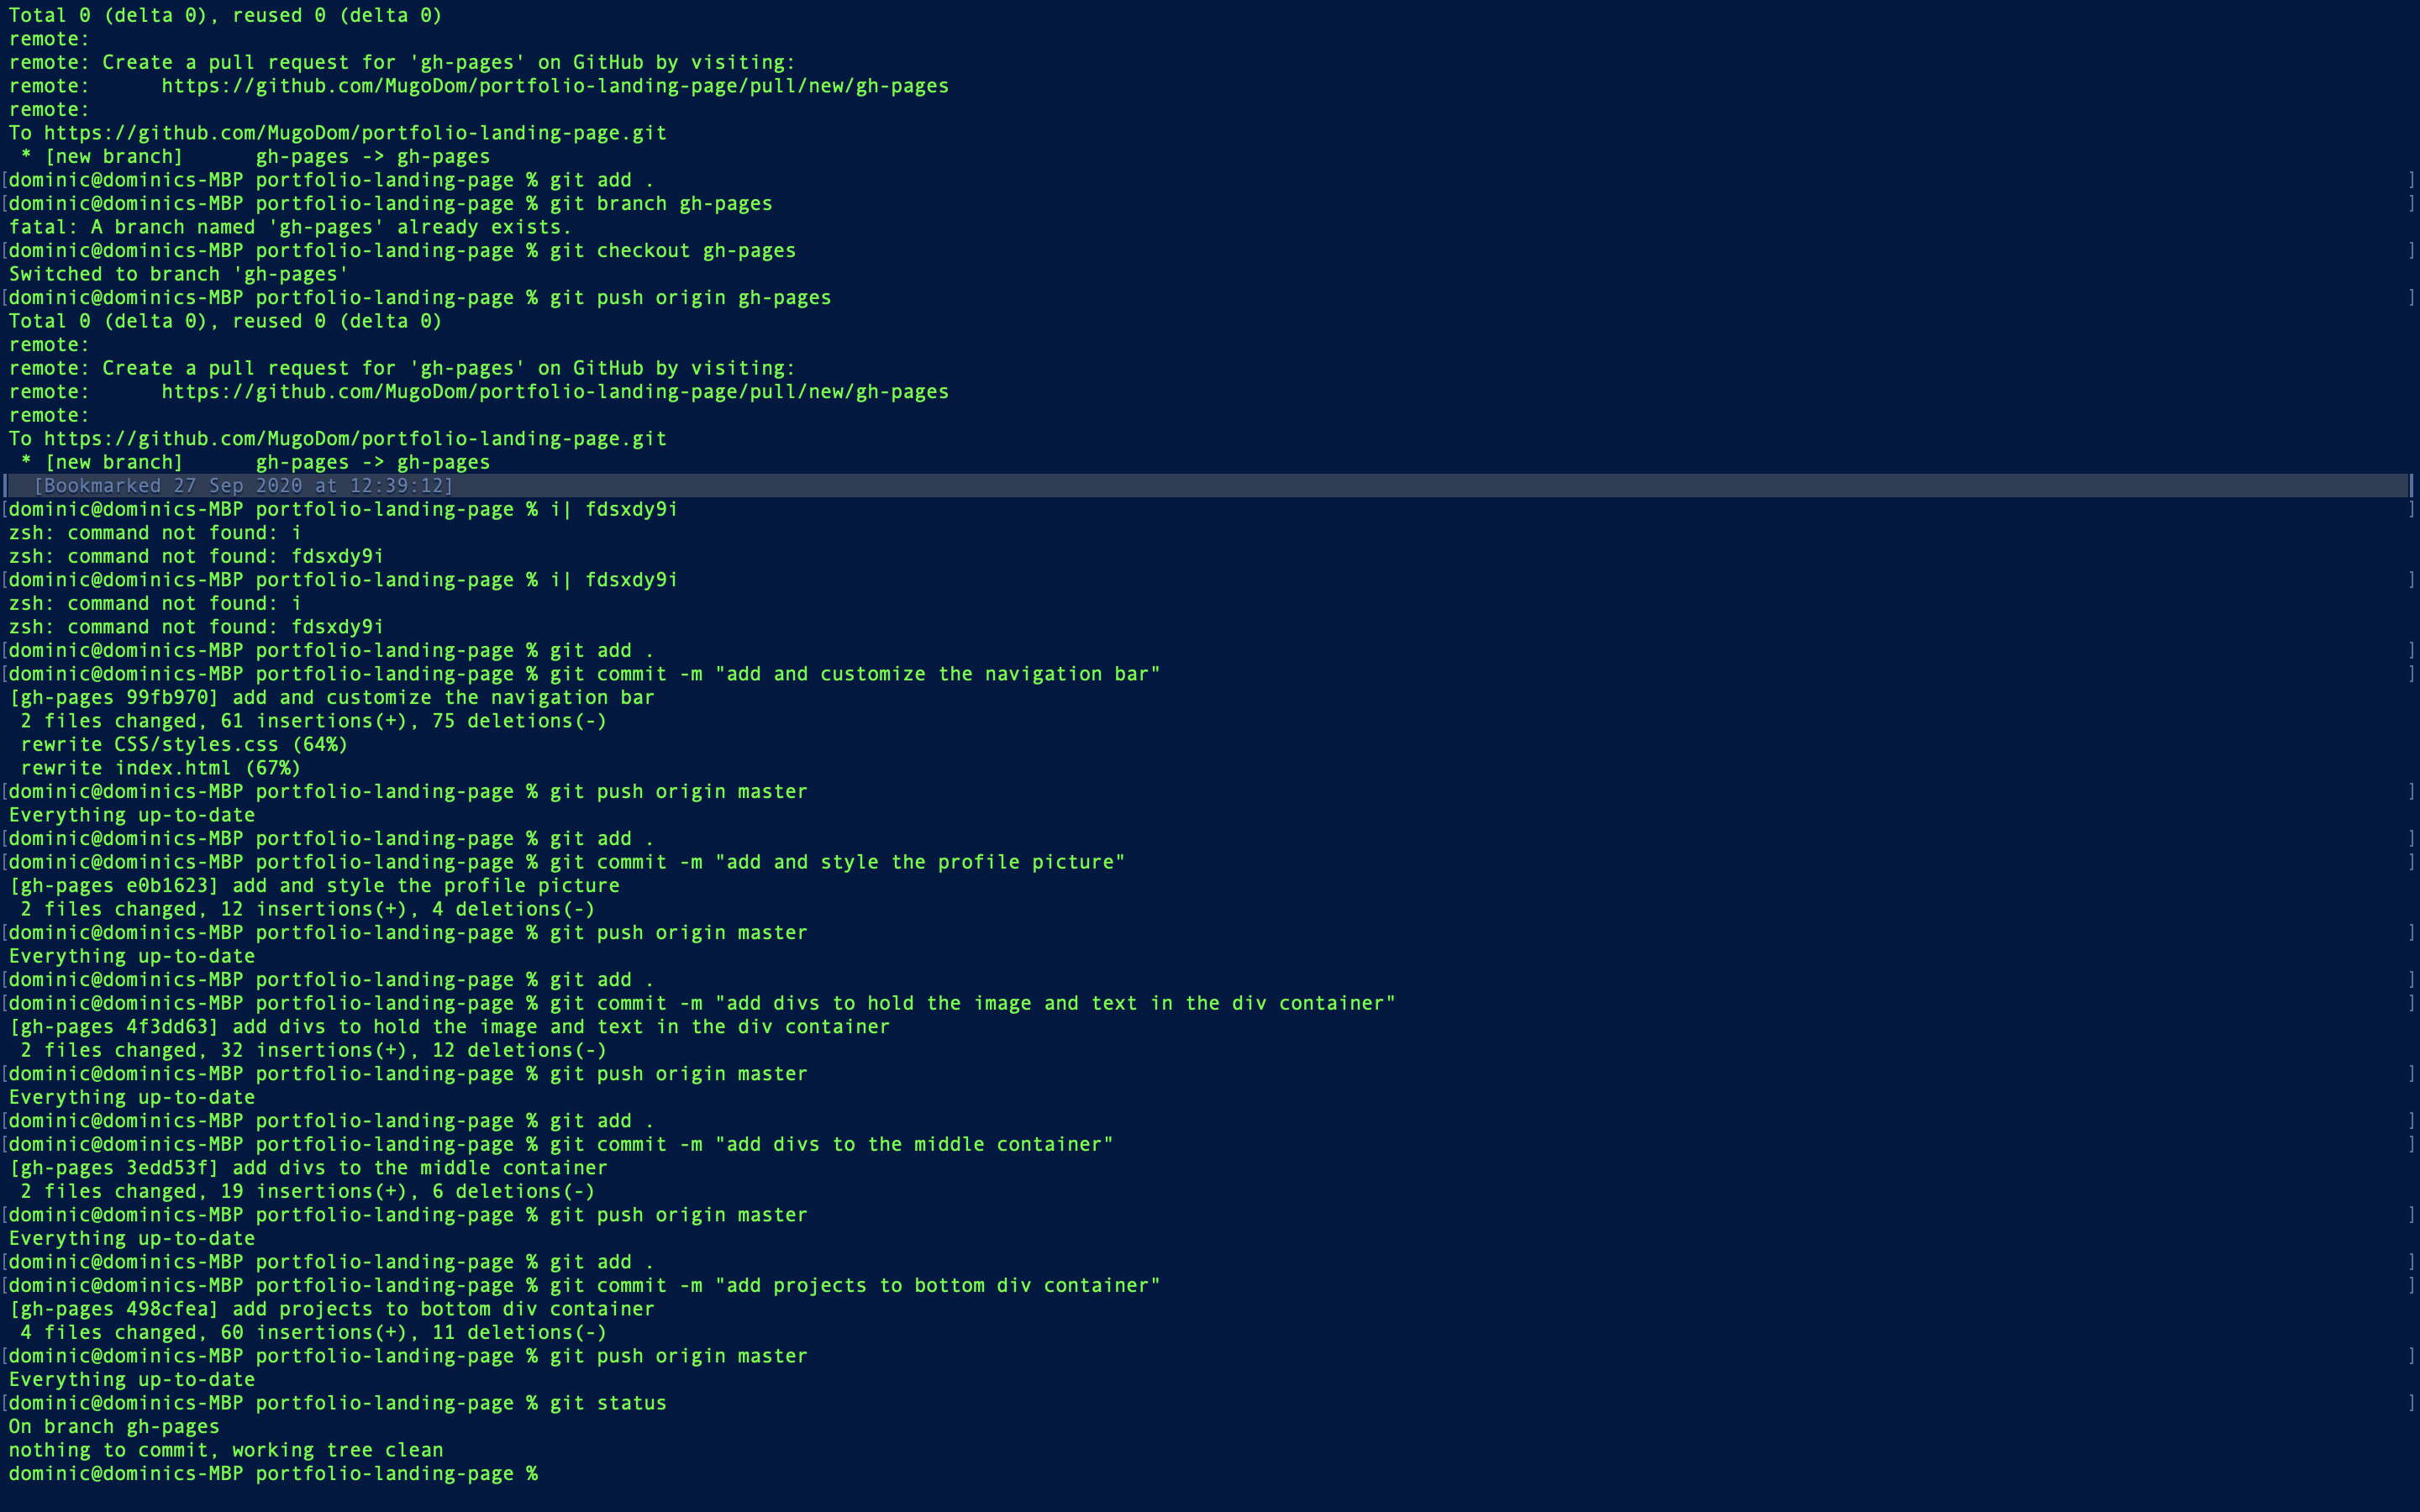 Total 0 (delta 0), reused 0 (delta 0)
remote:
remote: Create a pull request for 'gh-pages' on GitHub by visiting:
remote:      https://github.com/MugoDom/portfolio-landing-page/pull/new/gh-pages
remote:
To https://github.com/MugoDom/portfolio-landing-page.git
 * [new branch]      gh-pages -> gh-pages
[dominic@dominics-MBP portfolio-landing-page % git add . ]
[dominic@dominics-MBP portfolio-landing-page % git branch gh-pages ]
fatal: A branch named 'gh-pages' already exists.
[dominic@dominics-MBP portfolio-landing-page % git checkout gh-pages ]
Switched to branch 'gh-pages'
[dominic@dominics-MBP portfolio-landing-page % git push origin gh-pages ]
Total 0 (delta 0), reused 0 (delta 0)
remote:
remote: Create a pull request for 'gh-pages' on GitHub by visiting:
remote:      https://github.com/MugoDom/portfolio-landing-page/pull/new/gh-pages
remote:
To https://github.com/MugoDom/portfolio-landing-page.git
 * [new branch]      gh-pages -> gh-pages
[Bookmarked 27 Sep 2020 at 12:39:12]
[dominic@dominics-MBP portfolio-landing-page % i| fdsxdy9i ]
zsh: command not found: i
zsh: command not found: fdsxdy9i
[dominic@dominics-MBP portfolio-landing-page % i| fdsxdy9i ]
zsh: command not found: i
zsh: command not found: fdsxdy9i
[dominic@dominics-MBP portfolio-landing-page % git add . ]
[dominic@dominics-MBP portfolio-landing-page % git commit -m "add and customize the navigation bar" ]
[gh-pages 99fb970] add and customize the navigation bar
 2 files changed, 61 insertions(+), 75 deletions(-)
 rewrite CSS/styles.css (64%)
 rewrite index.html (67%)
[dominic@dominics-MBP portfolio-landing-page % git push origin master ]
Everything up-to-date
[dominic@dominics-MBP portfolio-landing-page % git add . ]
[dominic@dominics-MBP portfolio-landing-page % git commit -m "add and style the profile picture" ]
[gh-pages e0b1623] add and style the profile picture
 2 files changed, 12 insertions(+), 4 deletions(-)
[dominic@dominics-MBP portfolio-landing-page % git push origin master ]
Everything up-to-date
[dominic@dominics-MBP portfolio-landing-page % git add . ]
[dominic@dominics-MBP portfolio-landing-page % git commit -m "add divs to hold the image and text in the div container" ]
[gh-pages 4f3dd63] add divs to hold the image and text in the div container
 2 files changed, 32 insertions(+), 12 deletions(-)
[dominic@dominics-MBP portfolio-landing-page % git push origin master ]
Everything up-to-date
[dominic@dominics-MBP portfolio-landing-page % git add . ]
[dominic@dominics-MBP portfolio-landing-page % git commit -m "add divs to the middle container" ]
[gh-pages 3edd53f] add divs to the middle container
 2 files changed, 19 insertions(+), 6 deletions(-)
[dominic@dominics-MBP portfolio-landing-page % git push origin master ]
Everything up-to-date
[dominic@dominics-MBP portfolio-landing-page % git add . ]
[dominic@dominics-MBP portfolio-landing-page % git commit -m "add projects to bottom div container" ]
[gh-pages 498cfea] add projects to bottom div container
 4 files changed, 60 insertions(+), 11 deletions(-)
[dominic@dominics-MBP portfolio-landing-page % git push origin master ]
Everything up-to-date
[dominic@dominics-MBP portfolio-landing-page % git status ]
On branch gh-pages
nothing to commit, working tree clean
dominic@dominics-MBP portfolio-landing-page %